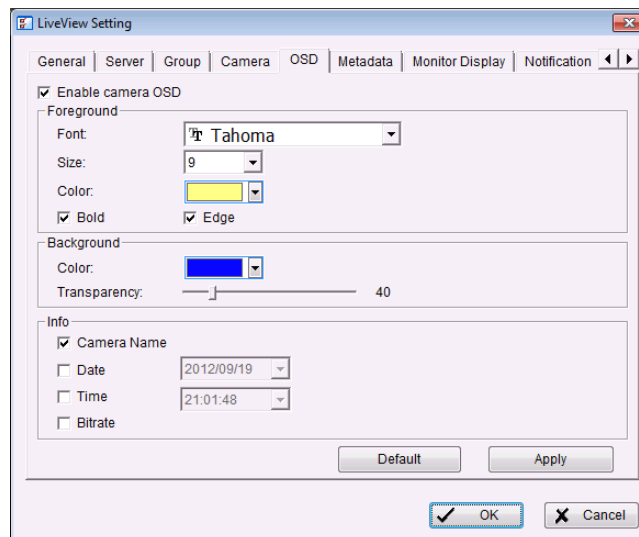 LiveView Setting
General Server Group Camera OSD Metadata Monitor Display Notification
Enable camera OSD
Foreground
Font: Tahoma
Size: 9
Color:
Bold Edge
Background
Color:
Transparency: 40
Info
Camera Name
Date 2012/09/19
Time 21:01:48
Bitrate
Default Apply
OK Cancel